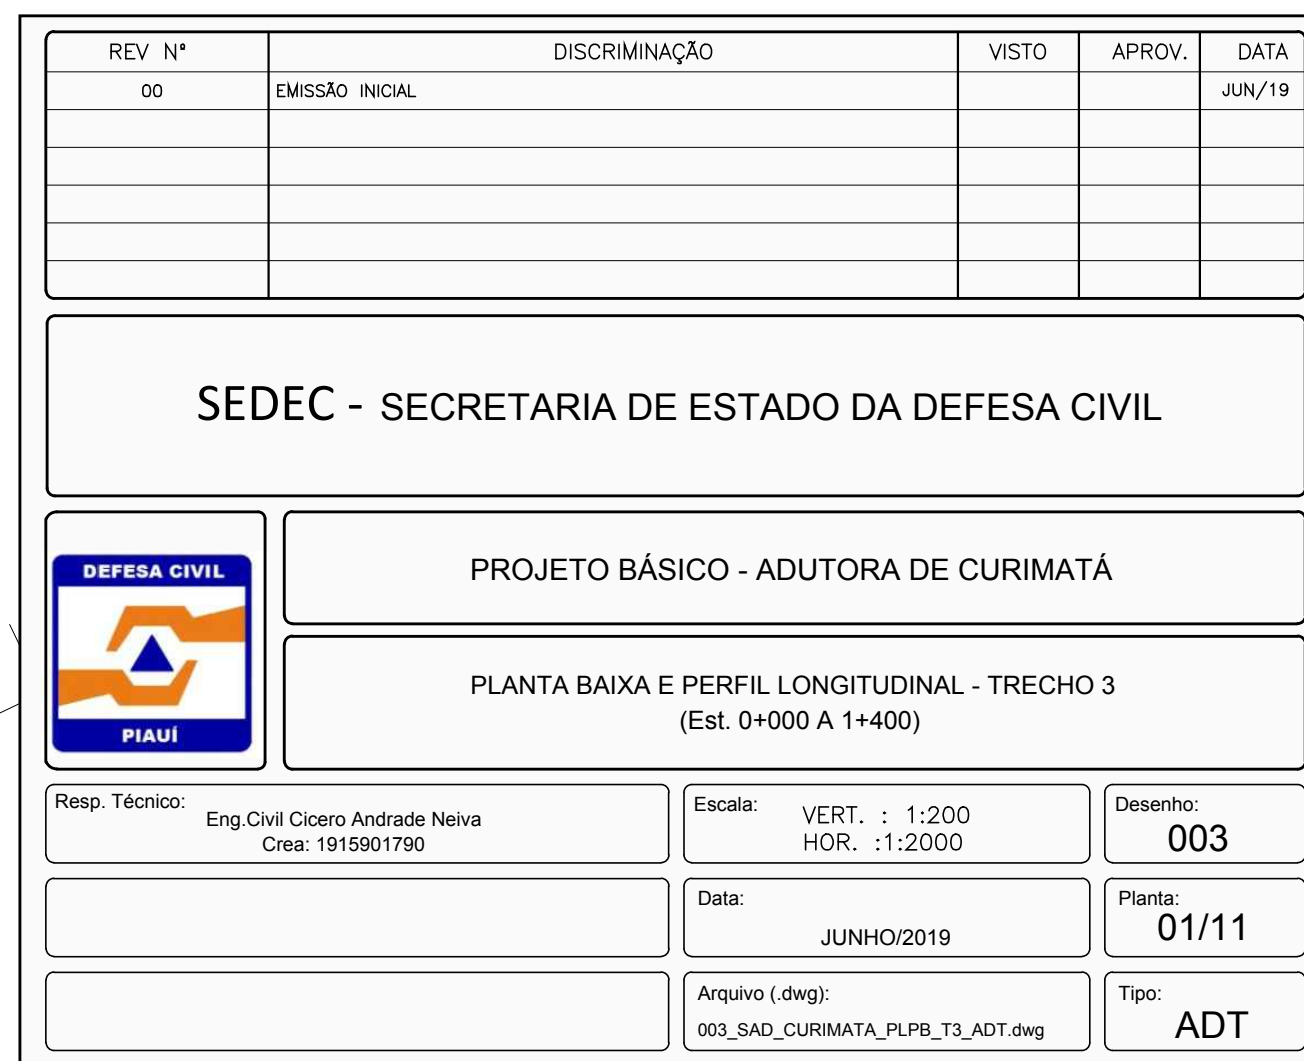 REV Nº DISCRIMINAÇÃO VISTO APROV. DATA
00 EMISSÃO INICIAL JUN/19
SEDEC - SECRETARIA DE ESTADO DA DEFESA CIVIL
DEFESA CIVIL
PIAUÍ
PROJETO BÁSICO - ADUTORA DE CURIMATÁ
PLANTA BAIXA E PERFIL LONGITUDINAL - TRECHO 3
(Est. 0+000 A 1+400)
Resp. Técnico:
Eng.Civil Cicero Andrade Neiva
Crea: 1915901790
Escala:
VERT. : 1:200
HOR. :1:2000
Desenho:
003
Data:
JUNHO/2019
Planta:
01/11
Arquivo (.dwg):
003_SAD_CURIMATA_PLPB_T3_ADT.dwg
Tipo:
ADT